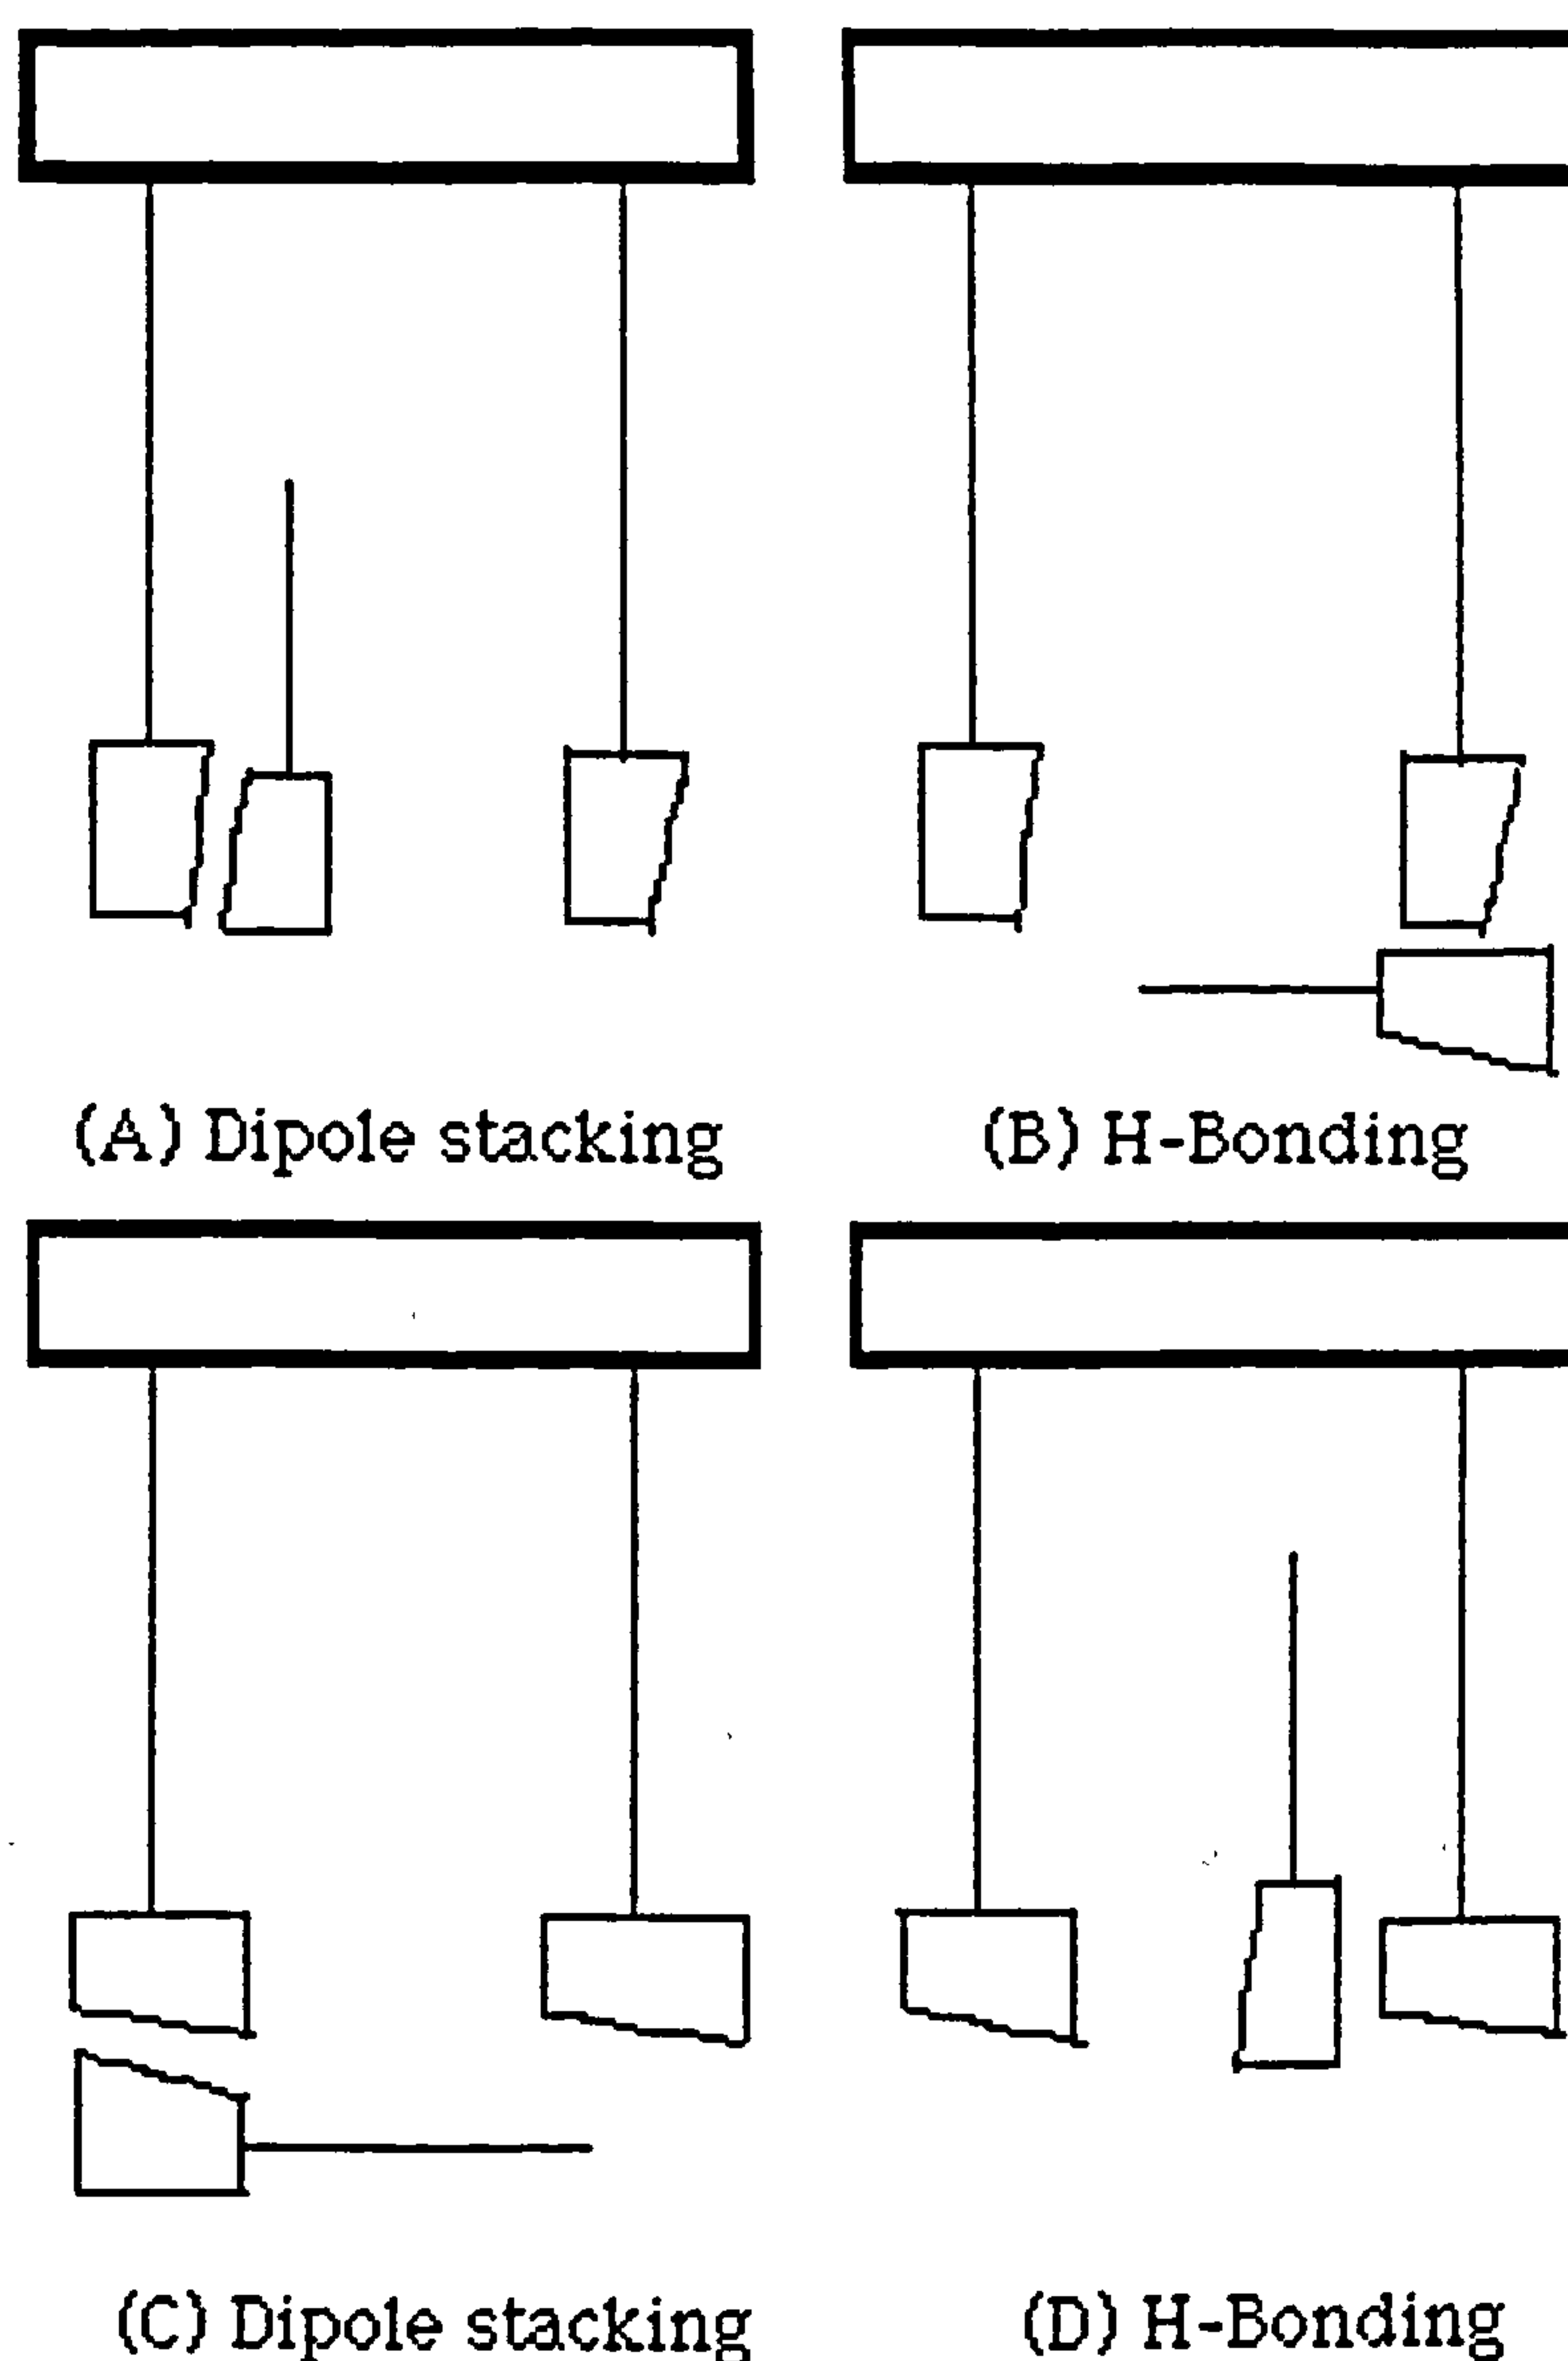 (A) Dipole stacking
(B) H-Bonding
(C) Dipole stacking
(D) H-Bonding